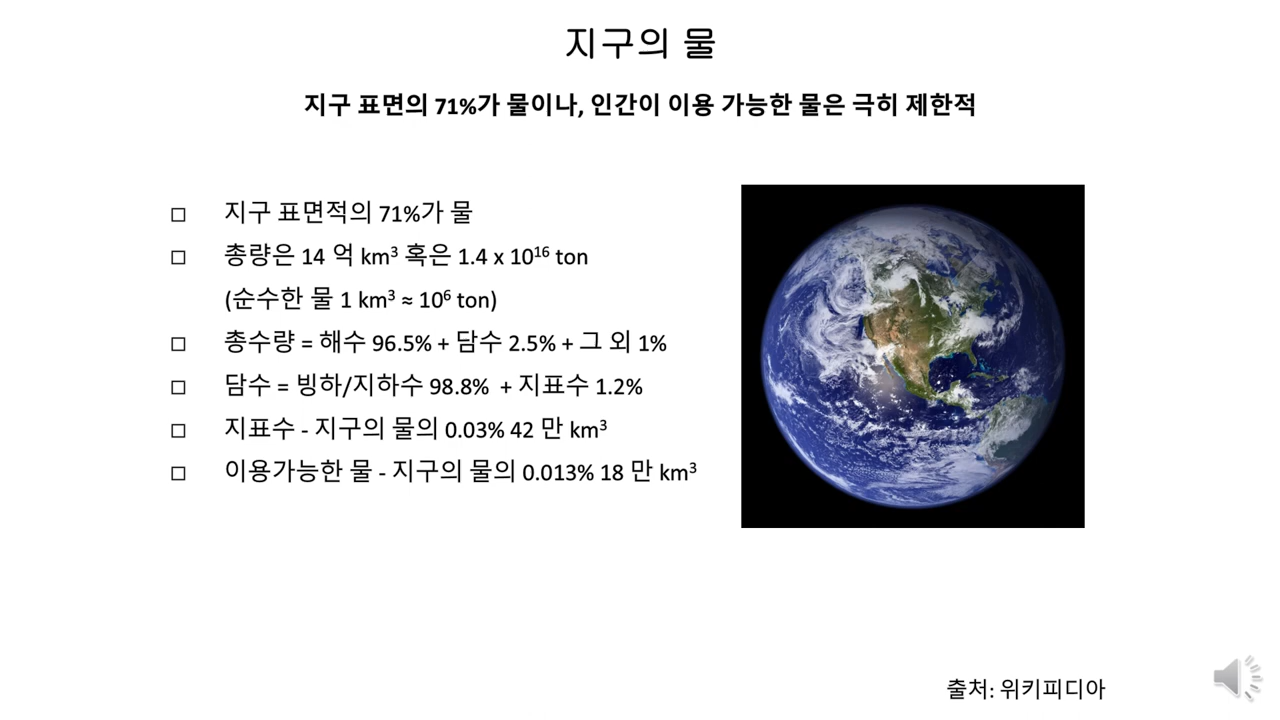 지구의 물
지구 표면의 71%가 물이나, 인간이 이용 가능한 물은 극히 제한적
□ 지구 표면적의 71%가 물
□ 총량은 14 억 km³ 혹은 1.4 x 10¹⁶ ton
(순수한 물 1 km³ ≈ 10⁶ ton)
□ 총수량 = 해수 96.5% + 담수 2.5% + 그 외 1%
□ 담수 = 빙하/지하수 98.8% + 지표수 1.2%
□ 지표수 - 지구의 물의 0.03% 42 만 km³
□ 이용가능한 물 - 지구의 물의 0.013% 18 만 km³
출처: 위키피디아